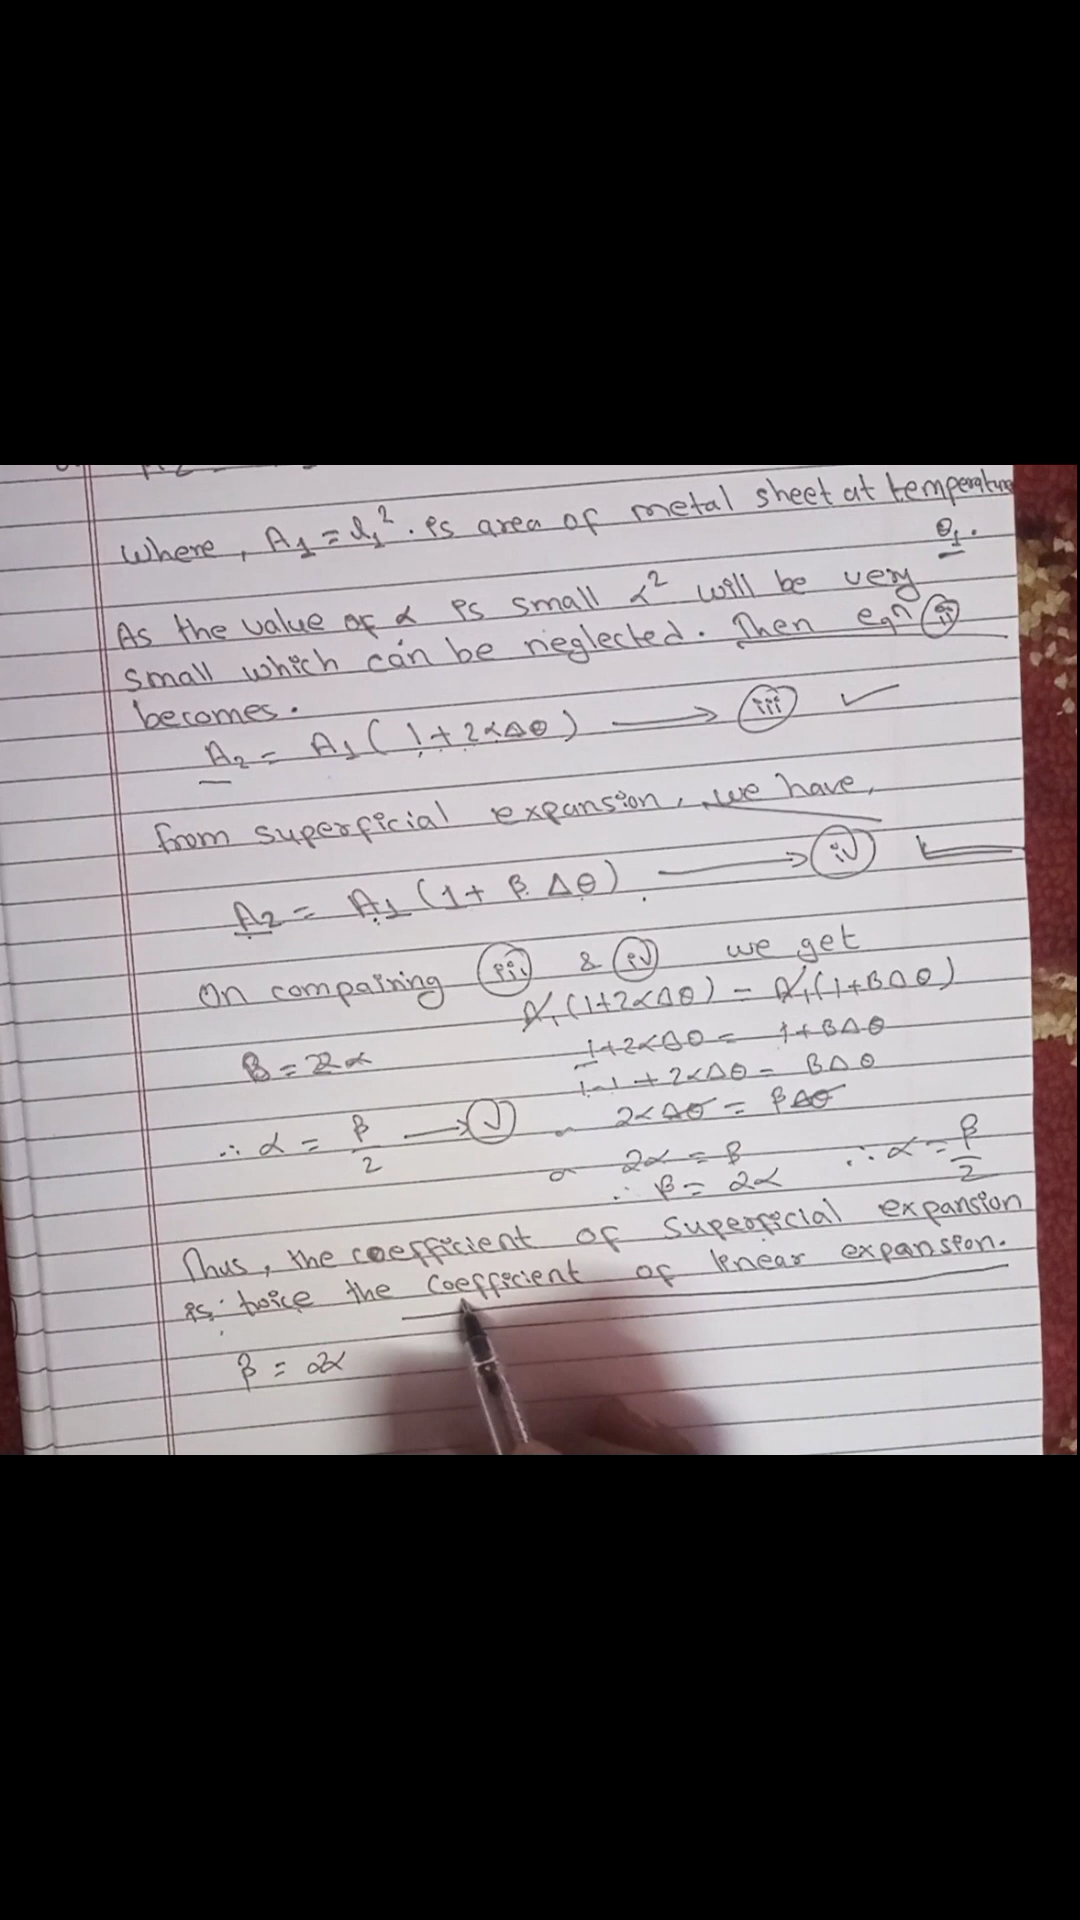 Where, A₁ = l₁². is area of metal sheet at temperature
θ₁.
As the value of α is small α² will be very
small which can be neglected. Then eqn (ii)
becomes.
A₂ = A₁ ( 1 + 2αΔθ ) → (iii) ✓
from superficial expansion, we have,
A₂ = A₁ (1 + β Δθ) → (iv)
On compairing (iii) & (iv) we get
A₁(1+2αΔθ) = A₁(1+βΔθ)
1+2αΔθ = 1+βΔθ
β = 2α
1-1+2αΔθ = βΔθ
2αΔθ = βΔθ
∴ α = β/2 → (v)
or 2α = β
∴ β = 2α ∴ α = β/2
Thus, the coefficient of superficial expansion
is twice the coefficient of linear expansion.
β = 2α